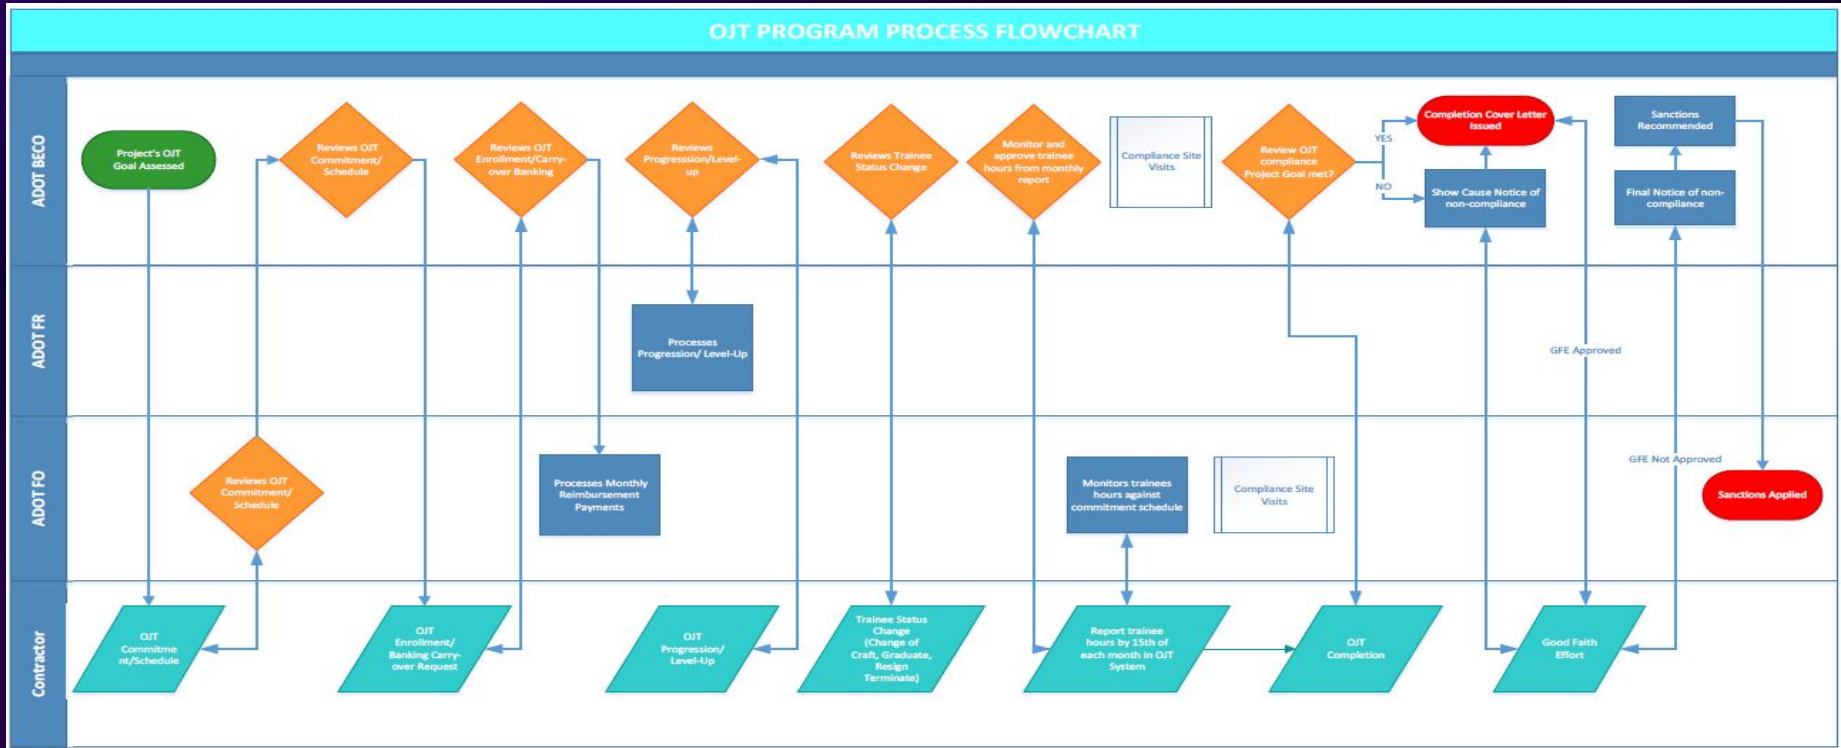 OJT PROGRAM PROCESS FLOWCHART
ADOT BECO
Project's OJT
Goal Assessed
Reviews OJT
Commitment/
Schedule
Reviews OJT
Enrollment/Carry-
over Banking
Reviews
Progresssion/Level-
up
Reviews Trainee
Status Change
Monitor and
approve trainee
hours from monthly
report
Compliance Site
Visits
Review OJT
compliance
Project Goal met?
YES
NO
Completion Cover Letter
Issued
Show Cause Notice of
non-compliance
Sanctions
Recommended
Final Notice of non-
compliance
ADOT FR
Processes
Progression/ Level-Up
GFE Approved
ADOT FO
Reviews OJT
Commitment/
Schedule
Processes Monthly
Reimbursement
Payments
Monitors trainees
hours against
commitment schedule
Compliance Site
Visits
GFE Not Approved
Sanctions Applied
Contractor
OJT
Commitme
nt/Schedule
OJT
Enrollment/
Banking Carry-
over Request
OJT
Progression/
Level-Up
Trainee Status
Change
(Change of
Craft, Graduate,
Resign
Terminate)
Report trainee
hours by 15th of
each month in OJT
System
OJT
Completion
Good Faith
Effort